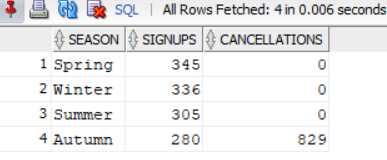 SQL | All Rows Fetched: 4 in 0.006 seconds
SEASON SIGNUPS CANCELLATIONS
1 Spring 345 0
2 Winter 336 0
3 Summer 305 0
4 Autumn 280 829